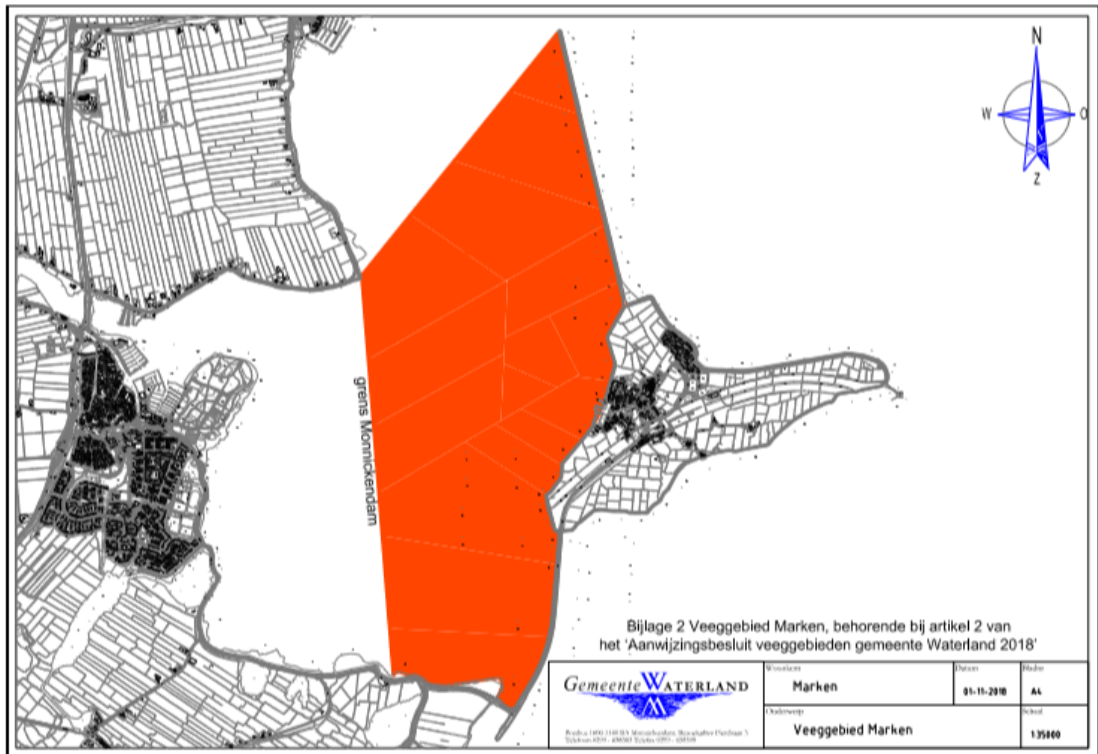 N
W
O
Z
grens Monnickendam
Bijlage 2 Veeggebied Marken, behorende bij artikel 2 van
het 'Aanwijzingsbesluit veeggebieden gemeente Waterland 2018'
Gemeente WATERLAND
Woonkern
Marken
Datum
01-11-2018
A4
Onderwerp
Veeggebied Marken
Schaal
1:35000